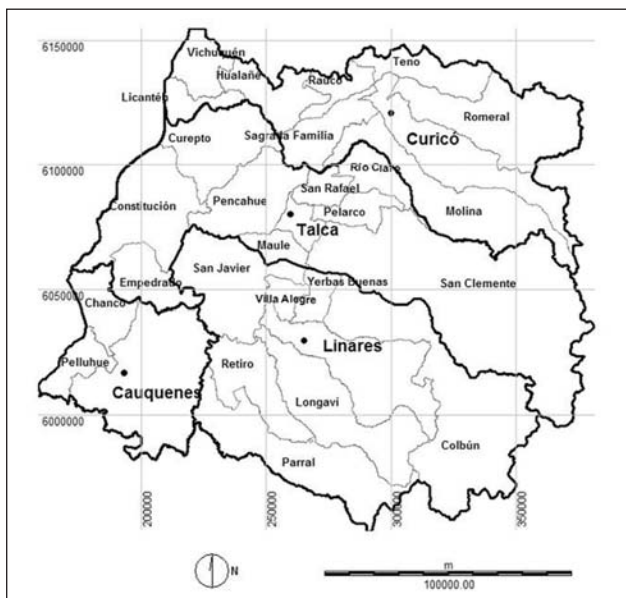 6150000
Vichuquén
Teno
Hualañe
Rauco
Licantén
Romeral
Curepto
Sagrada Familia
Curicó
6100000
Río Claro
San Rafael
Constitución
Pencahue
Pelarco
Molina
Talca
Maule
San Javier
San Clemente
6050000
Empedrado
Yerbas Buenas
Chanco
Villa Alegre
Linares
Pelluhue
Retiro
Cauquenes
Longaví
6000000
Colbún
Parral
200000
250000
300000
350000
N
m
100000.00